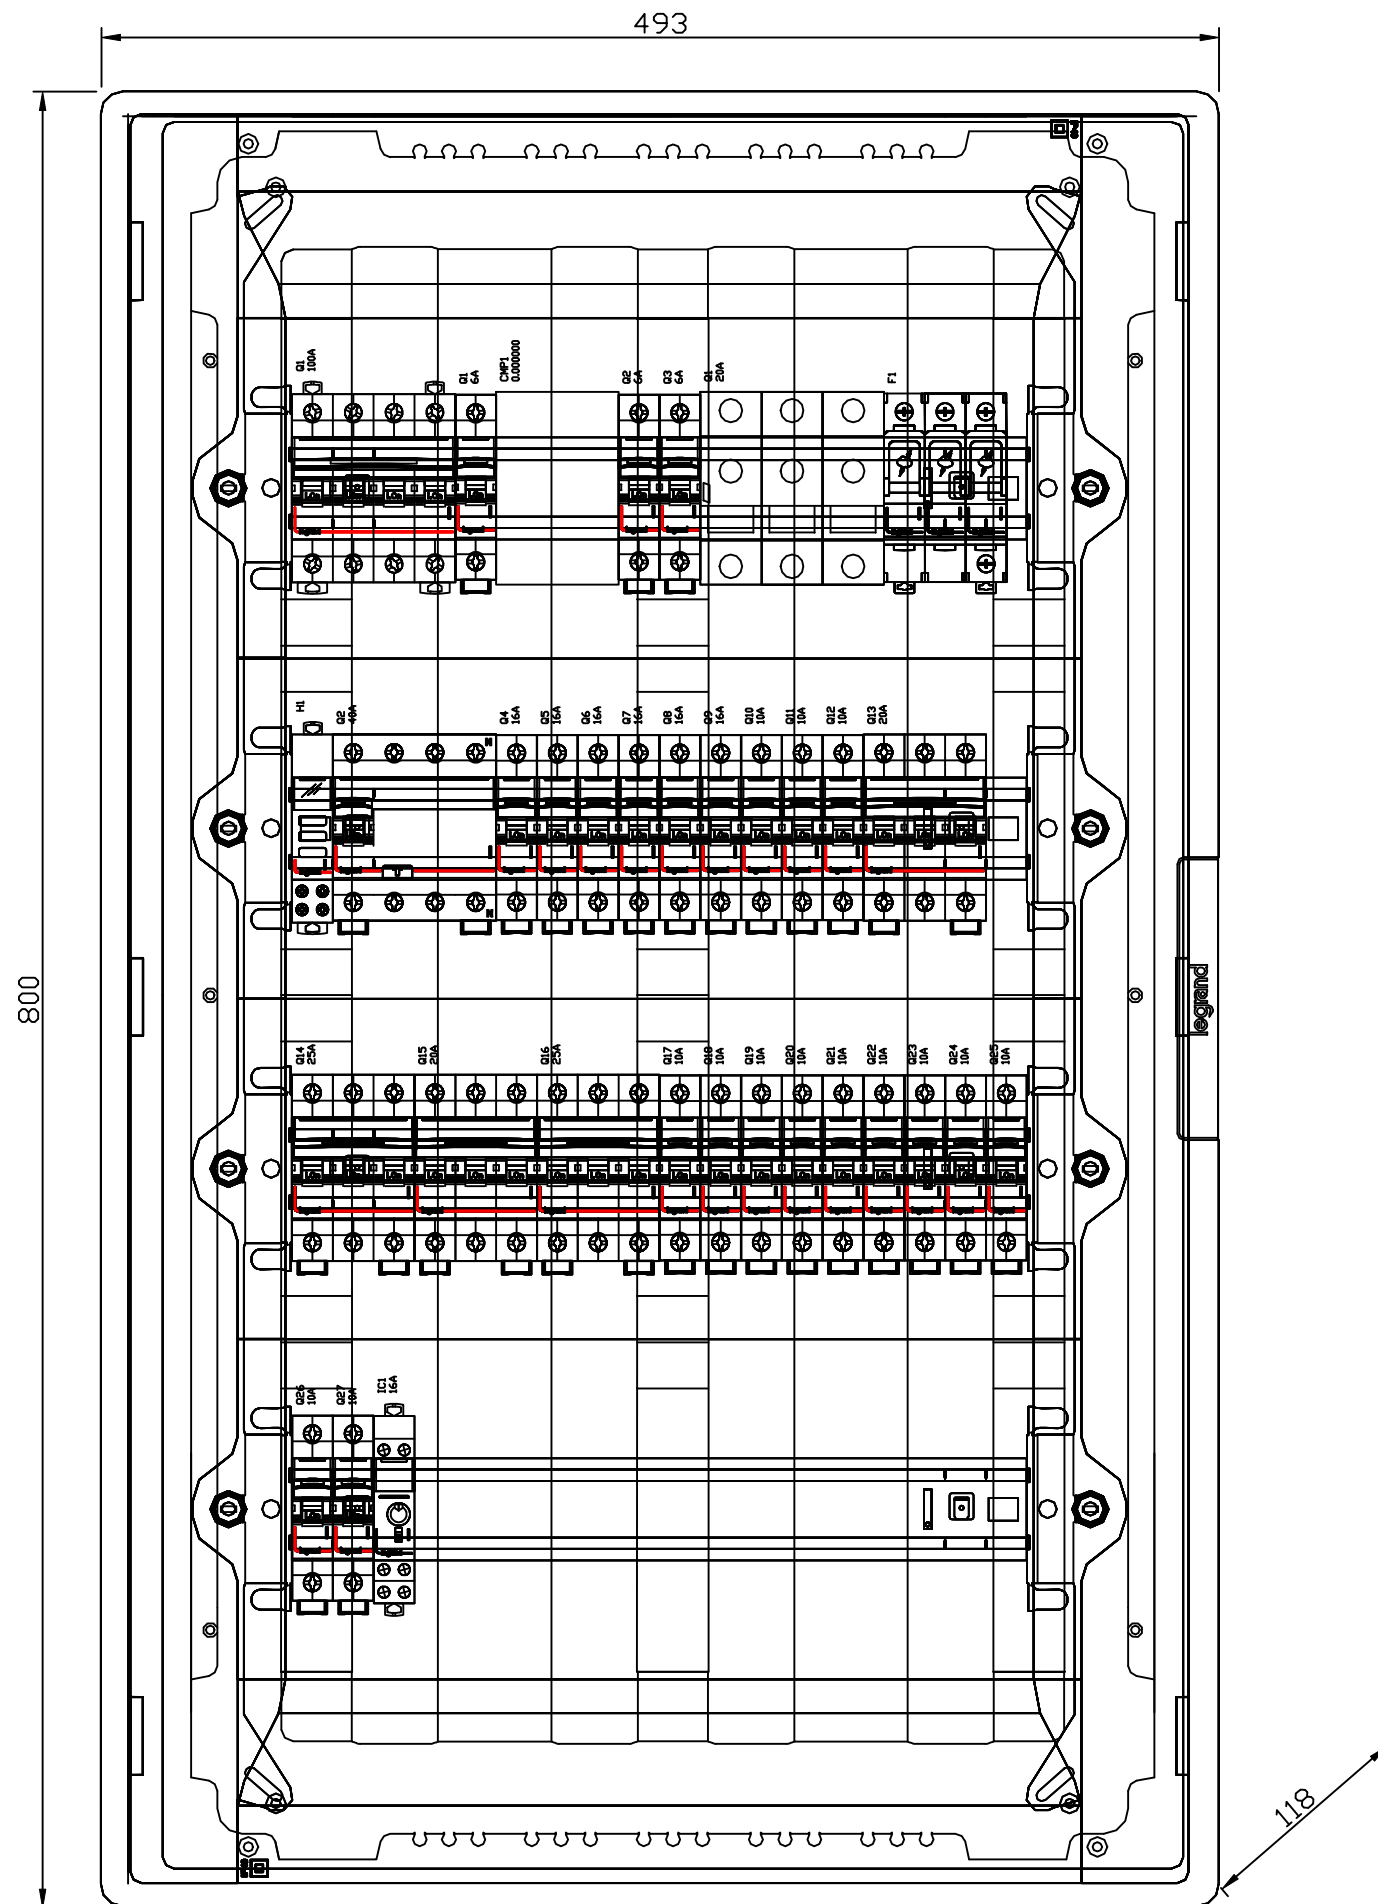 493
Q1
100A
Q1
6A
CMP1
0.000000
Q2
6A
Q3
6A
Q1
20A
F1
H1
Q2
40A
N
N
Q4
16A
Q5
16A
Q6
16A
Q7
16A
Q8
16A
Q9
16A
Q10
10A
Q11
10A
Q12
10A
Q13
20A
800
legrand
Q14
25A
Q15
20A
Q16
25A
Q17
10A
Q18
10A
Q19
10A
Q20
10A
Q21
10A
Q22
10A
Q23
10A
Q24
10A
Q25
10A
Q26
10A
Q27
10A
IC1
16A
118